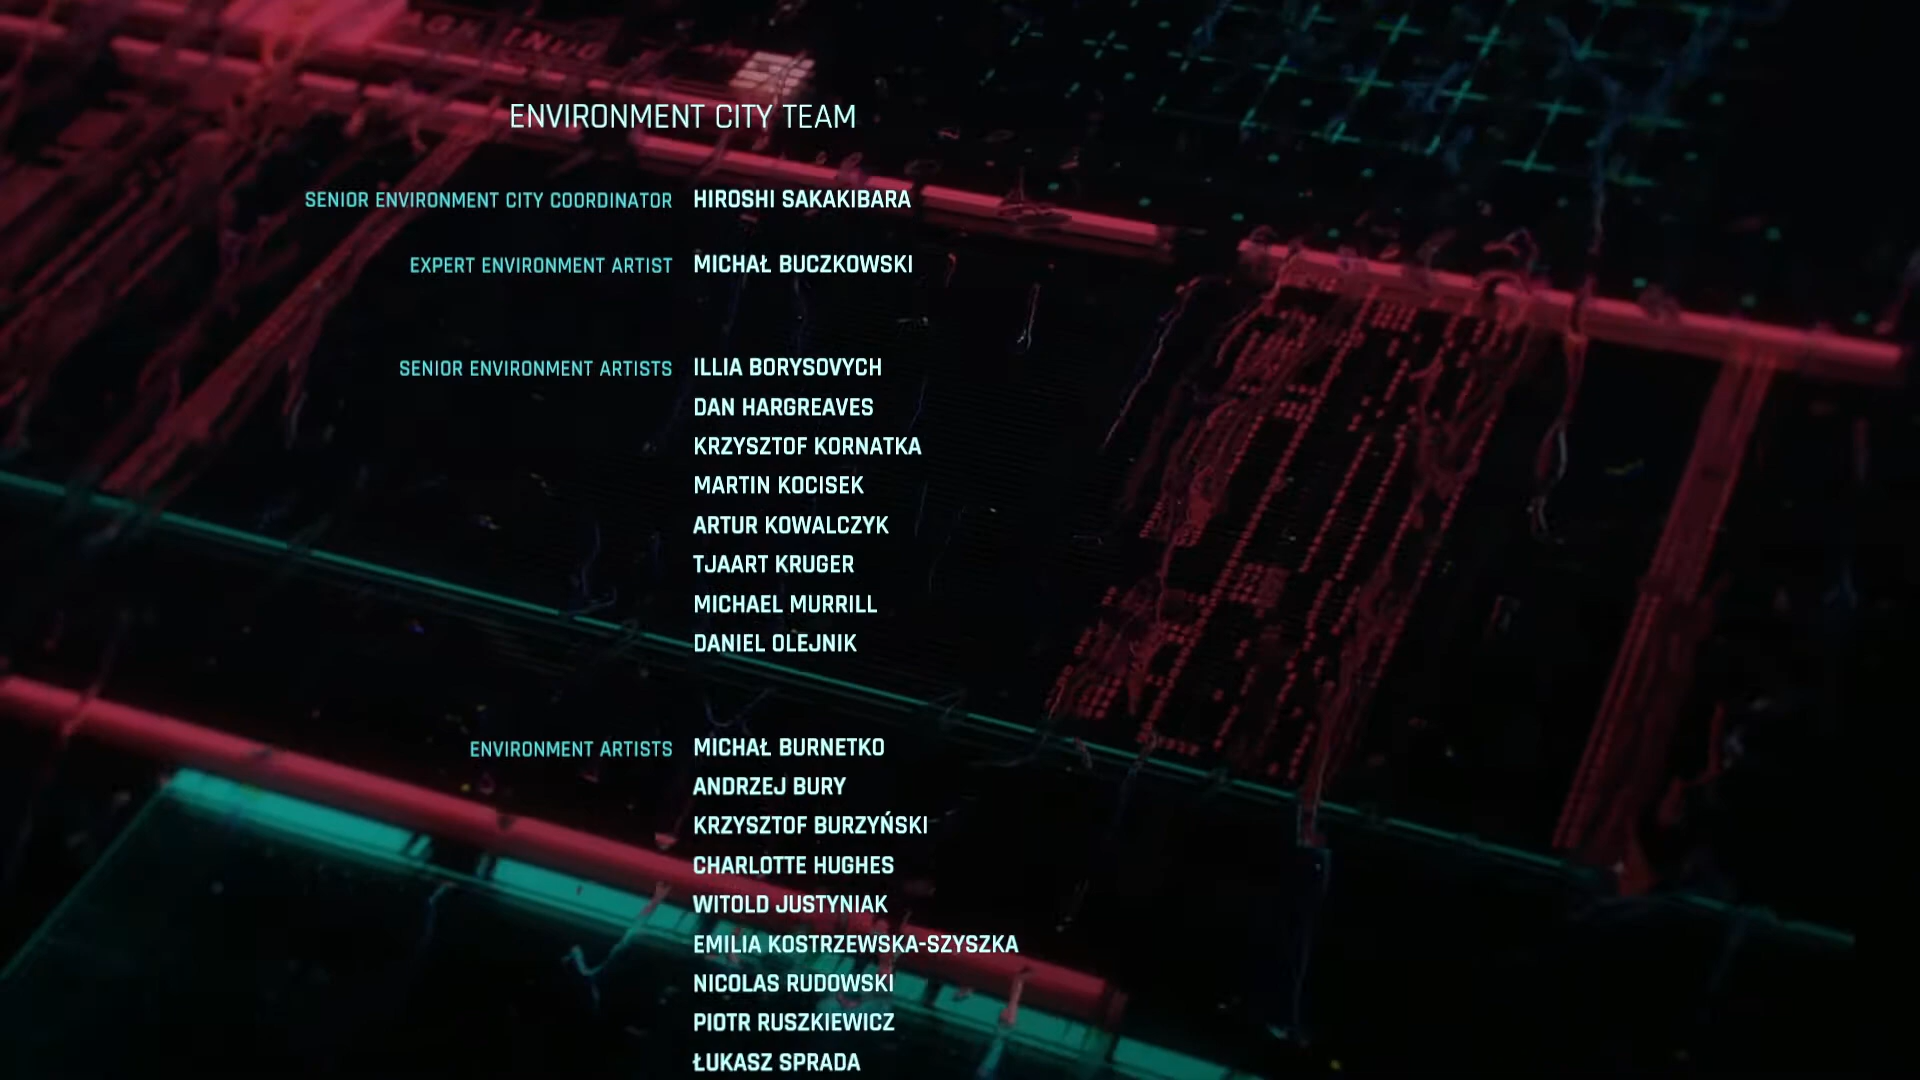 ENVIRONMENT CITY TEAM
SENIOR ENVIRONMENT CITY COORDINATOR HIROSHI SAKAKIBARA
EXPERT ENVIRONMENT ARTIST MICHAŁ BUCZKOWSKI
SENIOR ENVIRONMENT ARTISTS ILLIA BORYSOVYCH
DAN HARGREAVES
KRZYSZTOF KORNATKA
MARTIN KOCISEK
ARTUR KOWALCZYK
TJAART KRUGER
MICHAEL MURRILL
DANIEL OLEJNIK
ENVIRONMENT ARTISTS MICHAŁ BURNETKO
ANDRZEJ BURY
KRZYSZTOF BURZYŃSKI
CHARLOTTE HUGHES
WITOLD JUSTYNIAK
EMILIA KOSTRZEWSKA-SZYSZKA
NICOLAS RUDOWSKI
PIOTR RUSZKIEWICZ
ŁUKASZ SPRADA